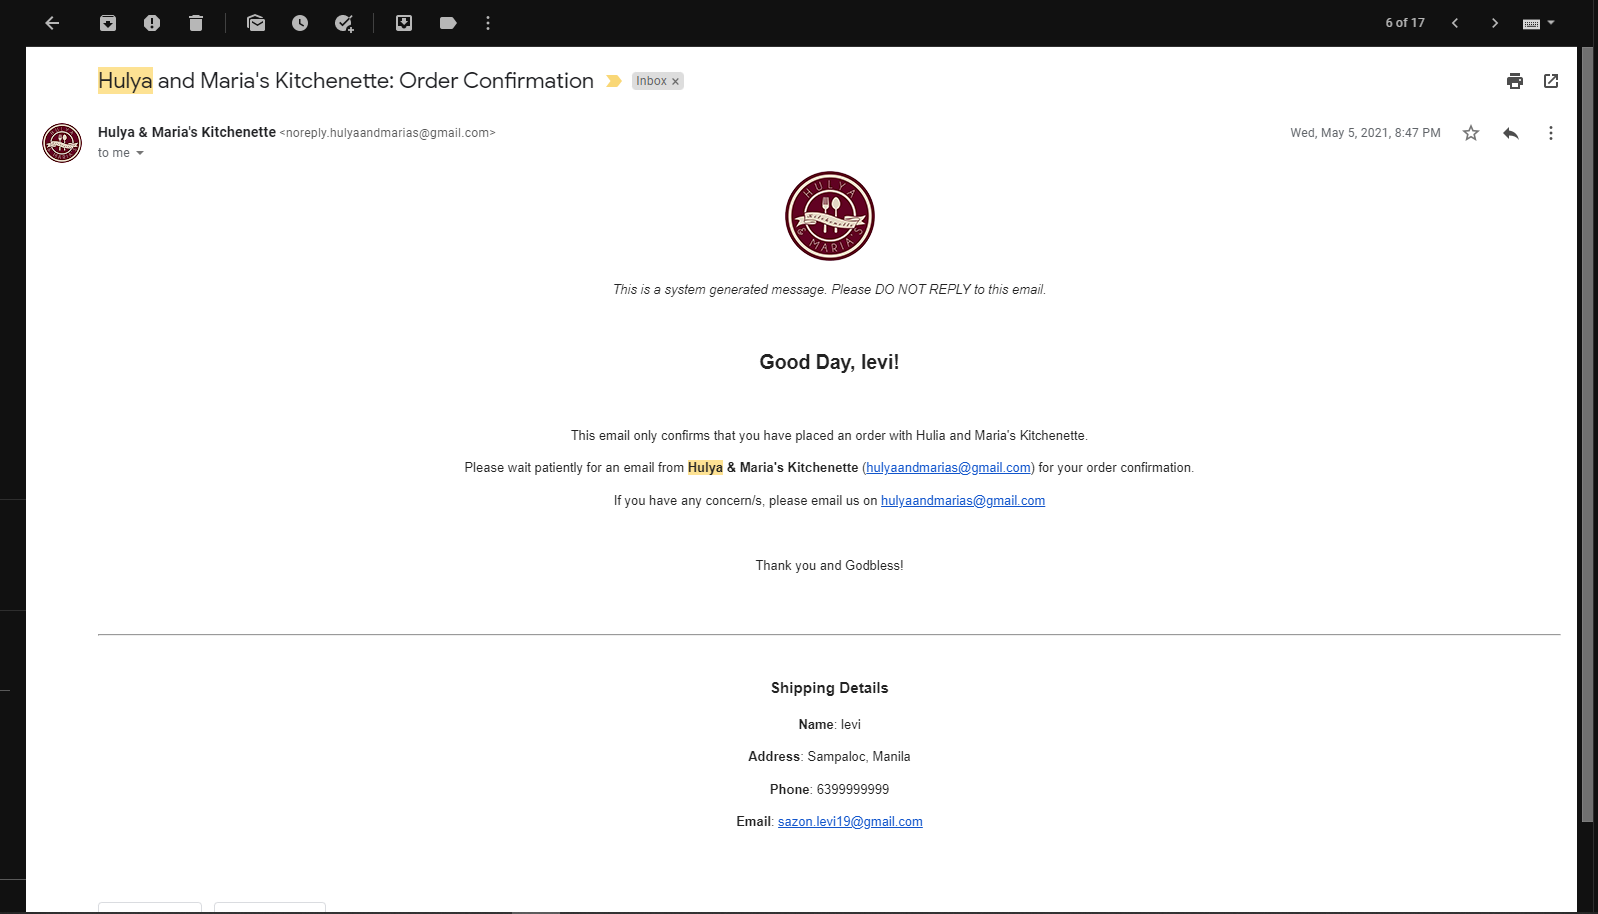 6 of 17
Hulya and Maria's Kitchenette: Order Confirmation
Inbox ×
Hulya & Maria's Kitchenette <noreply.hulyaandmarias@gmail.com>
Wed, May 5, 2021, 8:47 PM
to me
HULYA
Kitchenette
& MARIA'S
This is a system generated message. Please DO NOT REPLY to this email.
Good Day, levi!
This email only confirms that you have placed an order with Hulia and Maria's Kitchenette.
Please wait patiently for an email from Hulya & Maria's Kitchenette (hulyaandmarias@gmail.com) for your order confirmation.
If you have any concern/s, please email us on hulyaandmarias@gmail.com
Thank you and Godbless!
Shipping Details
Name: levi
Address: Sampaloc, Manila
Phone: 6399999999
Email: sazon.levi19@gmail.com